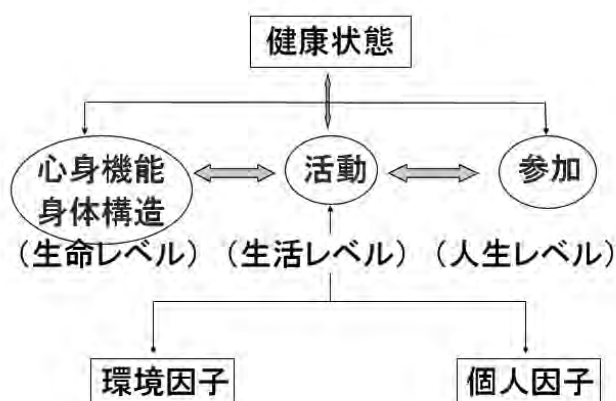 健康状態
心身機能
身体構造
活動
参加
（生命レベル）
（生活レベル）
（人生レベル）
環境因子
個人因子